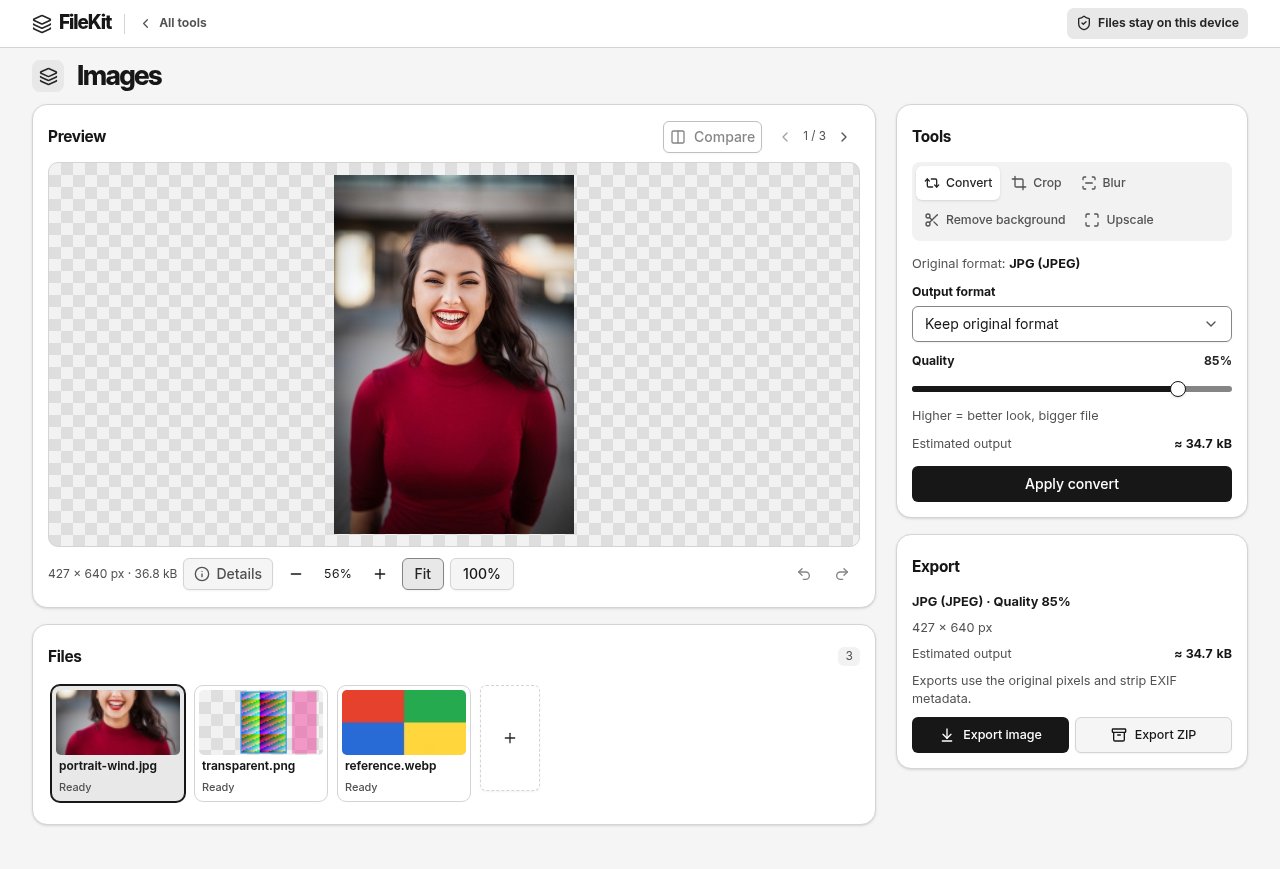 FileKit
All tools
Files stay on this device
Images
Preview
Compare
1 / 3
427 × 640 px · 36.8 kB
Details
56%
Fit
100%
Files
3
portrait-wind.jpg
Ready
transparent.png
Ready
reference.webp
Ready
Tools
Convert
Crop
Blur
Remove background
Upscale
Original format: JPG (JPEG)
Output format
Keep original format
Quality
85%
Higher = better look, bigger file
Estimated output
≈ 34.7 kB
Apply convert
Export
JPG (JPEG) · Quality 85%
427 × 640 px
Estimated output
≈ 34.7 kB
Exports use the original pixels and strip EXIF
metadata.
Export image
Export ZIP